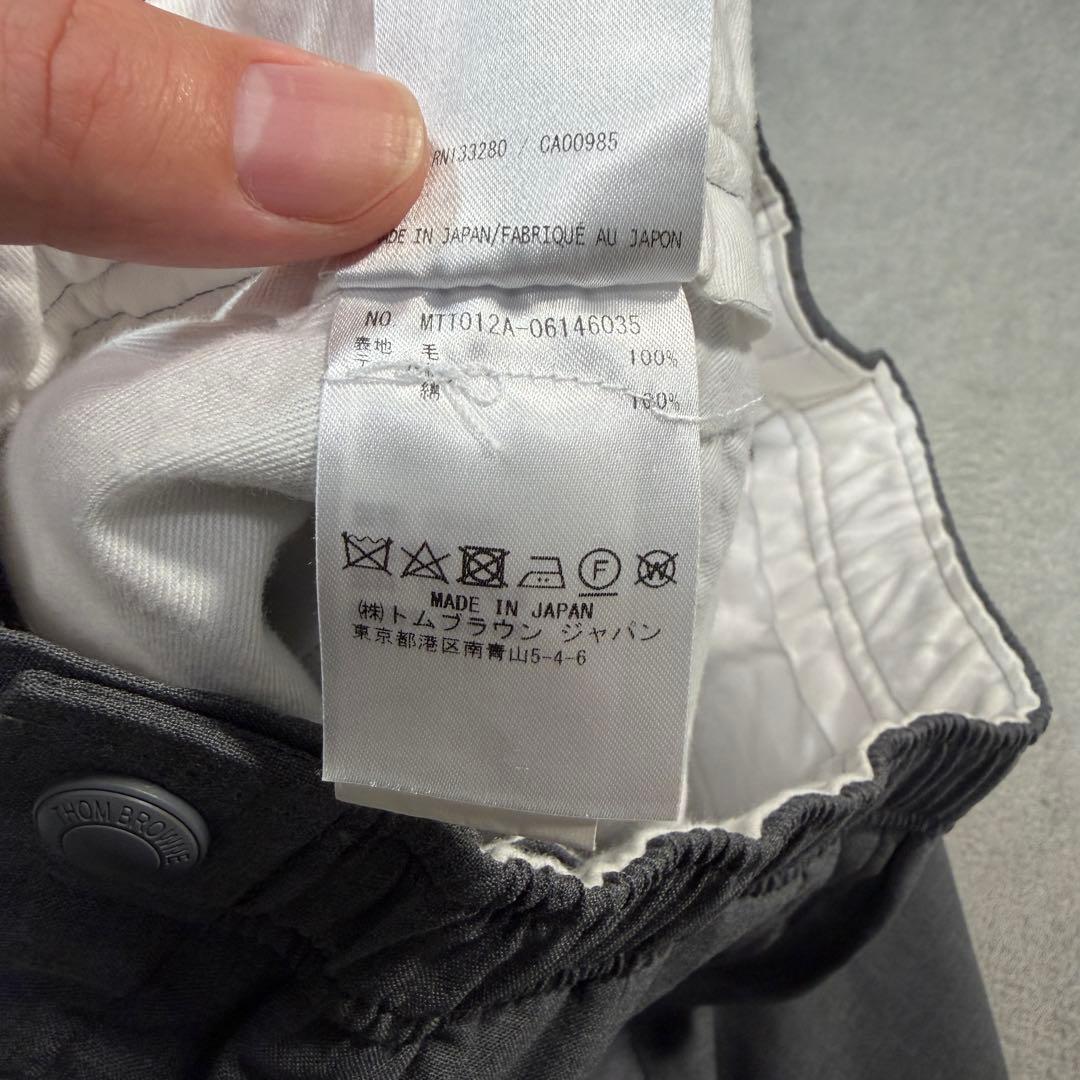 RN133280 / CA00985
MADE IN JAPAN/FABRIQUÉ AU JAPON
NO. MTT012A-06146035
表地 毛 100%
綿 100%
F W
MADE IN JAPAN
(株)トムブラウン ジャパン
東京都港区南青山5-4-6
THOM BROWNE